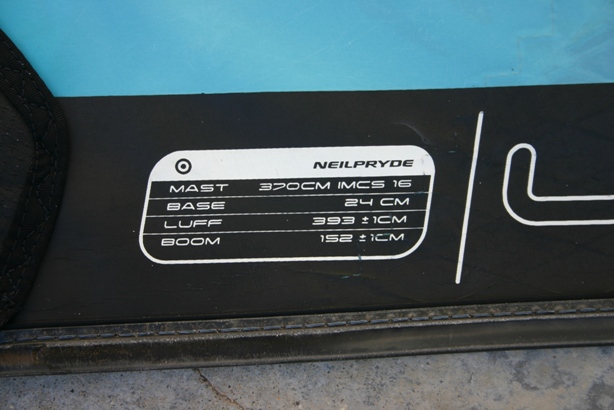 NEILPRYDE
MAST 370CM IMCS 16
BASE 24 CM
LUFF 393 ±1CM
BOOM 152 ±1CM